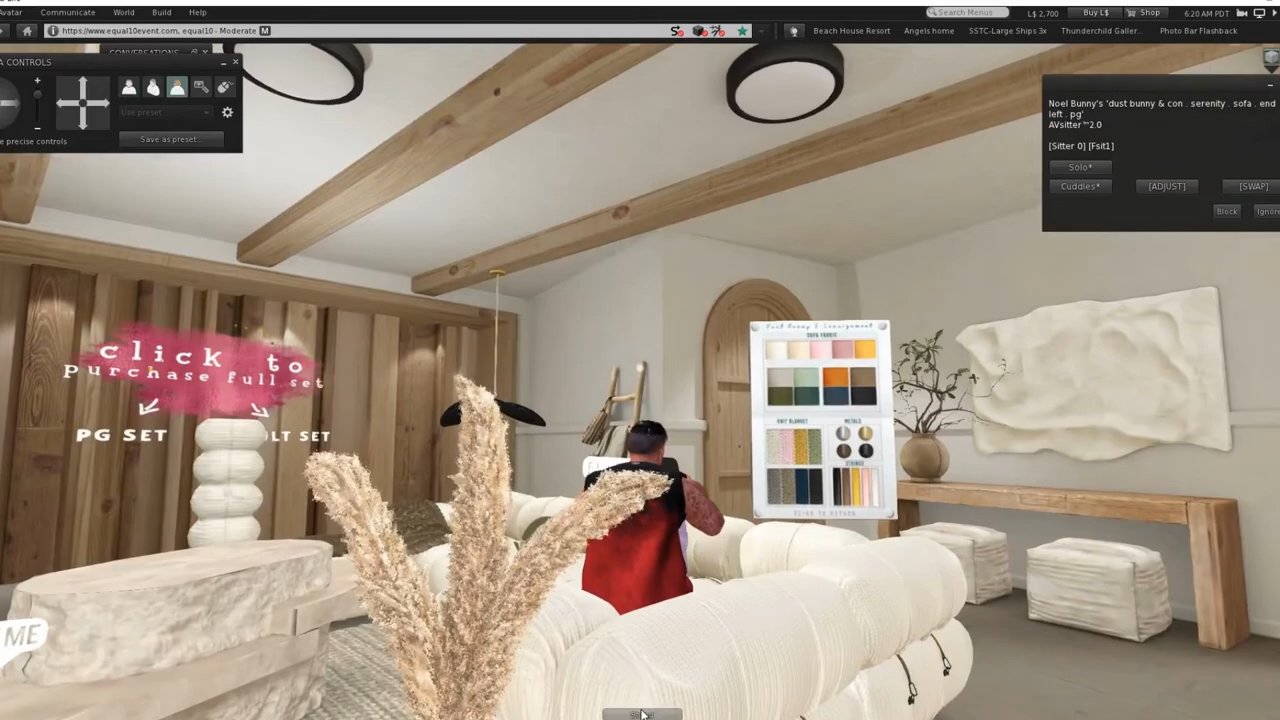 Avatar Communicate World Build Help
Search Menus L$ 2,700 Buy L$ Shop 6:20 AM PDT
https://www.equal10event.com, equal10 - Moderate M
Beach House Resort Angels home SSTC-Large Ships 3x Thunderchild Galler... Photo Bar Flashback
CONVERSATIONS
A CONTROLS
Use preset...
e precise controls
Save as preset...
Noel Bunny's 'dust bunny & con . serenity . sofa . end
left . pg'
AVsitter™2.0
[Sitter 0] [Fsit1]
Solo*
Cuddles* [ADJUST] [SWAP]
Block Ignor
click to
purchase full set
PG SET
LT SET
SOFA FABRIC
KNIT BLANKET METALS
STRINGS
ME